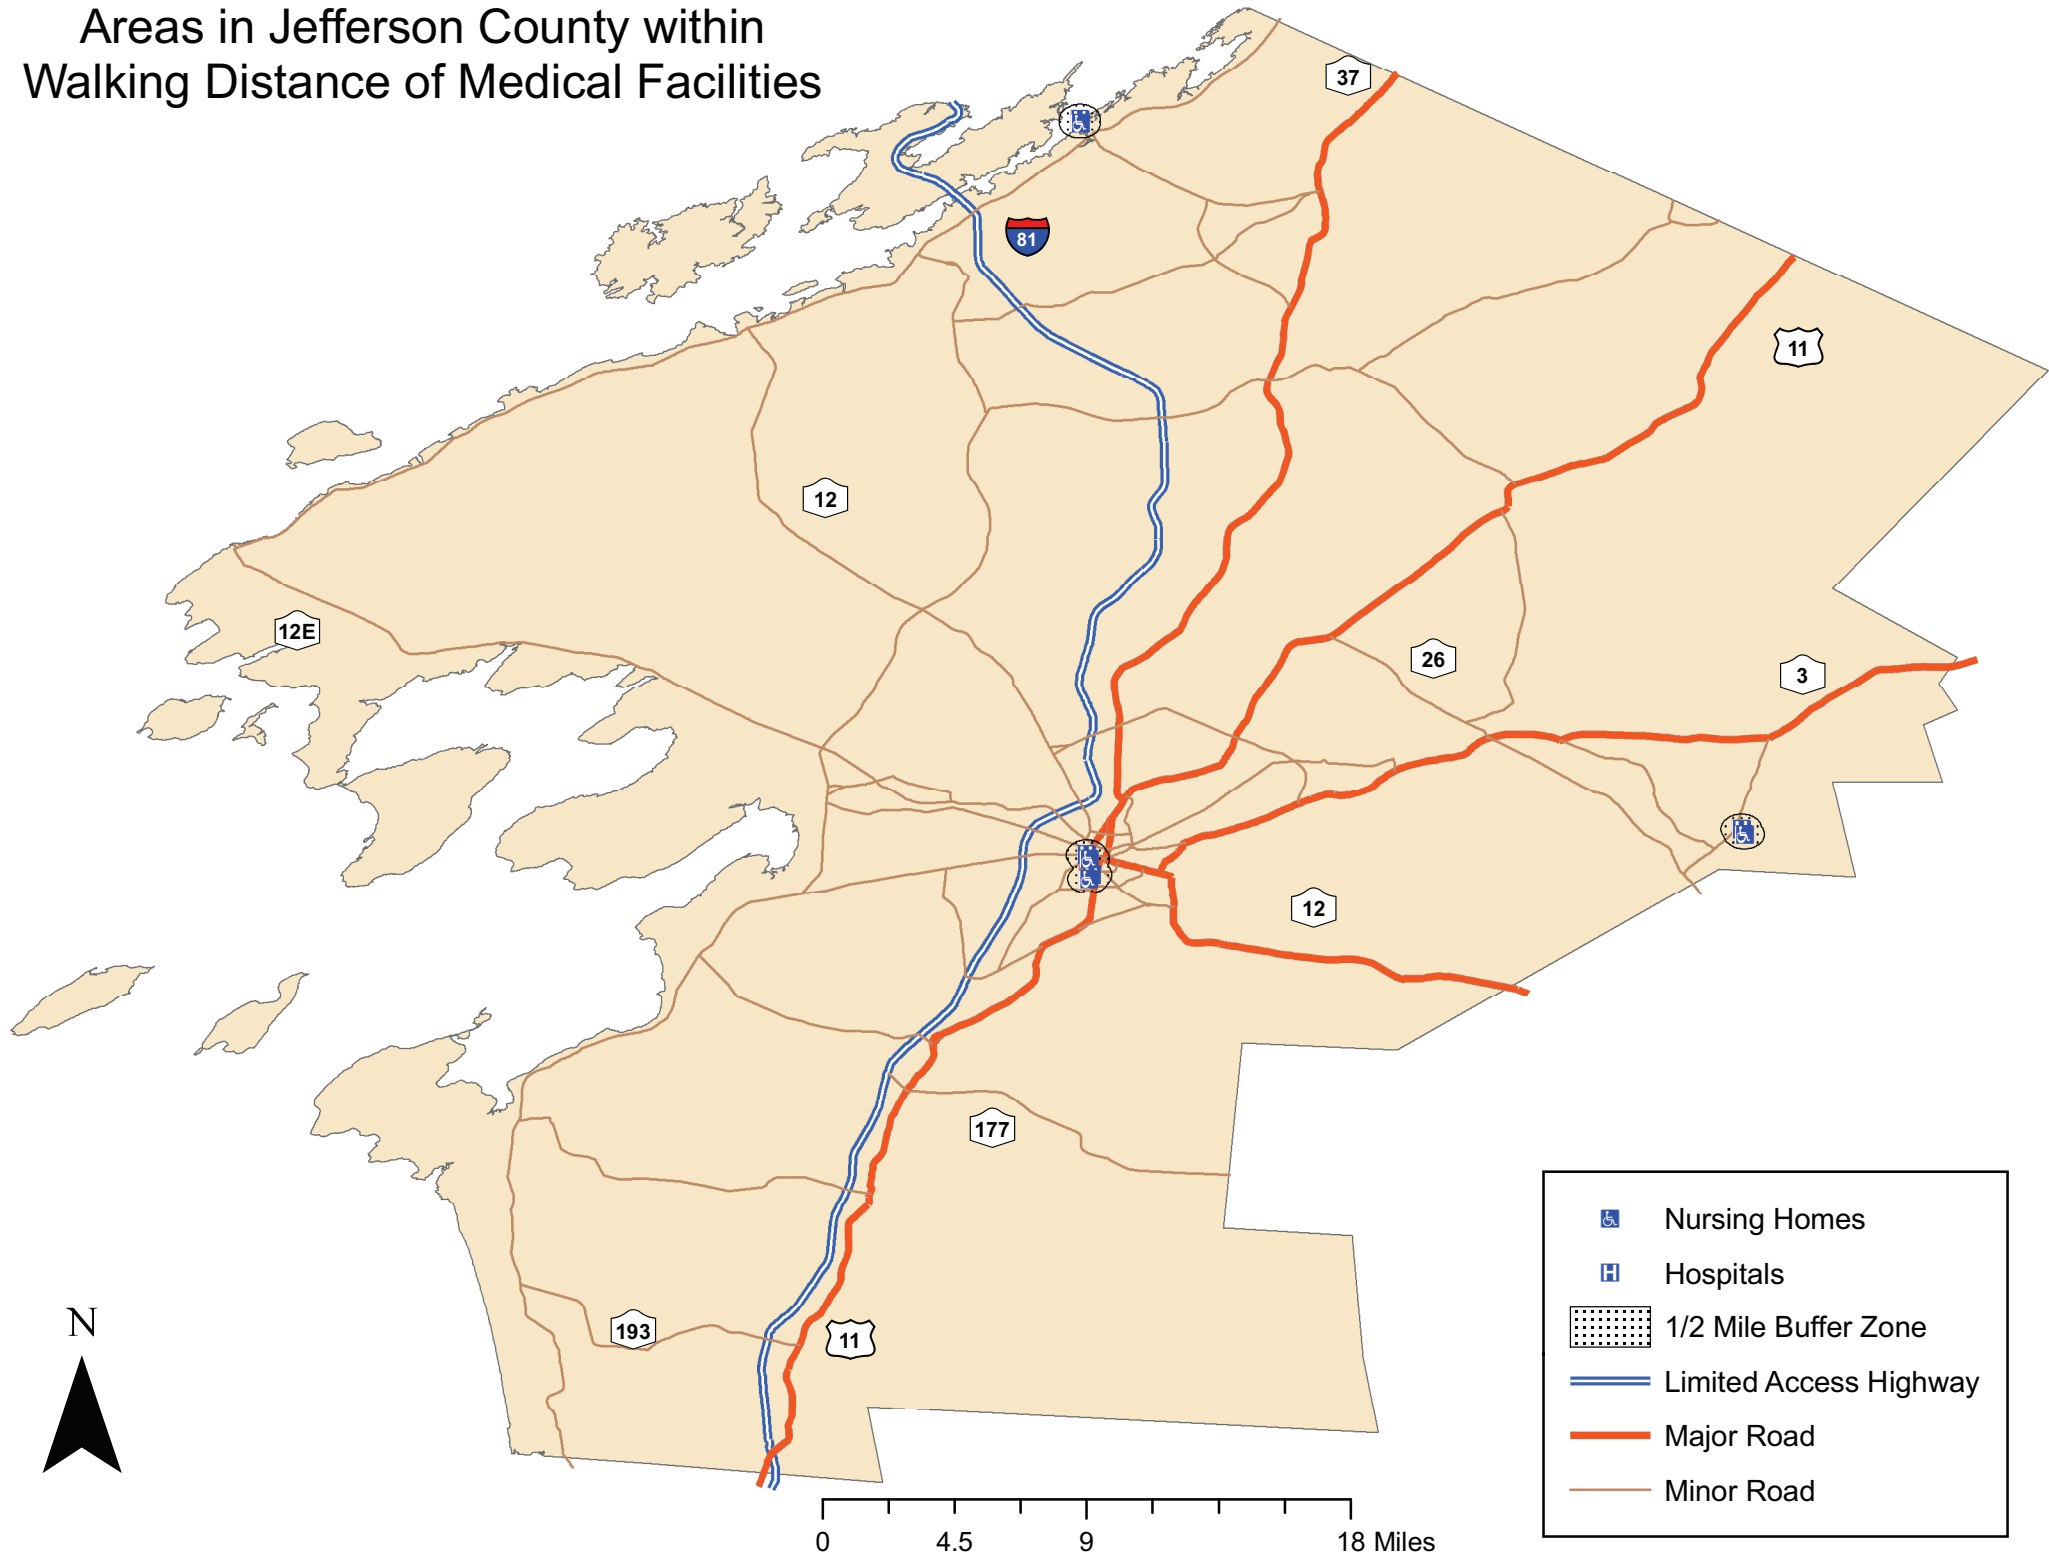 Areas in Jefferson County within
Walking Distance of Medical Facilities
37
81
11
12
12E
26
3
12
177
193
11
N
Nursing Homes
H Hospitals
1/2 Mile Buffer Zone
Limited Access Highway
Major Road
Minor Road
0 4.5 9 18 Miles